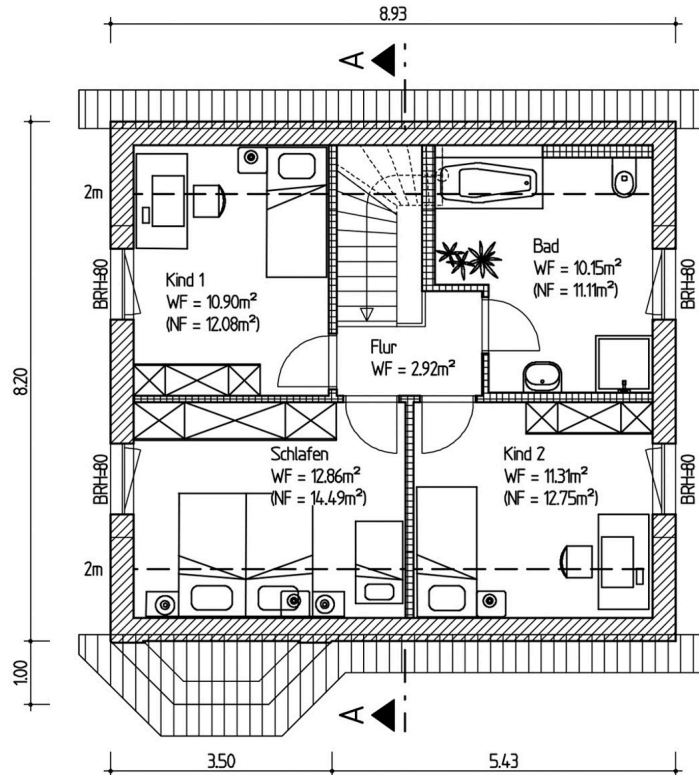 8.93
A
2m
Kind 1
WF = 10.90m²
(NF = 12.08m²)
Bad
WF = 10.15m²
(NF = 11.11m²)
BRH=80
BRH=80
Flur
WF = 2.92m²
8.20
Schlafen
WF = 12.86m²
(NF = 14.49m²)
Kind 2
WF = 11.31m²
(NF = 12.75m²)
BRH=80
BRH=80
2m
1.00
A
3.50
5.43